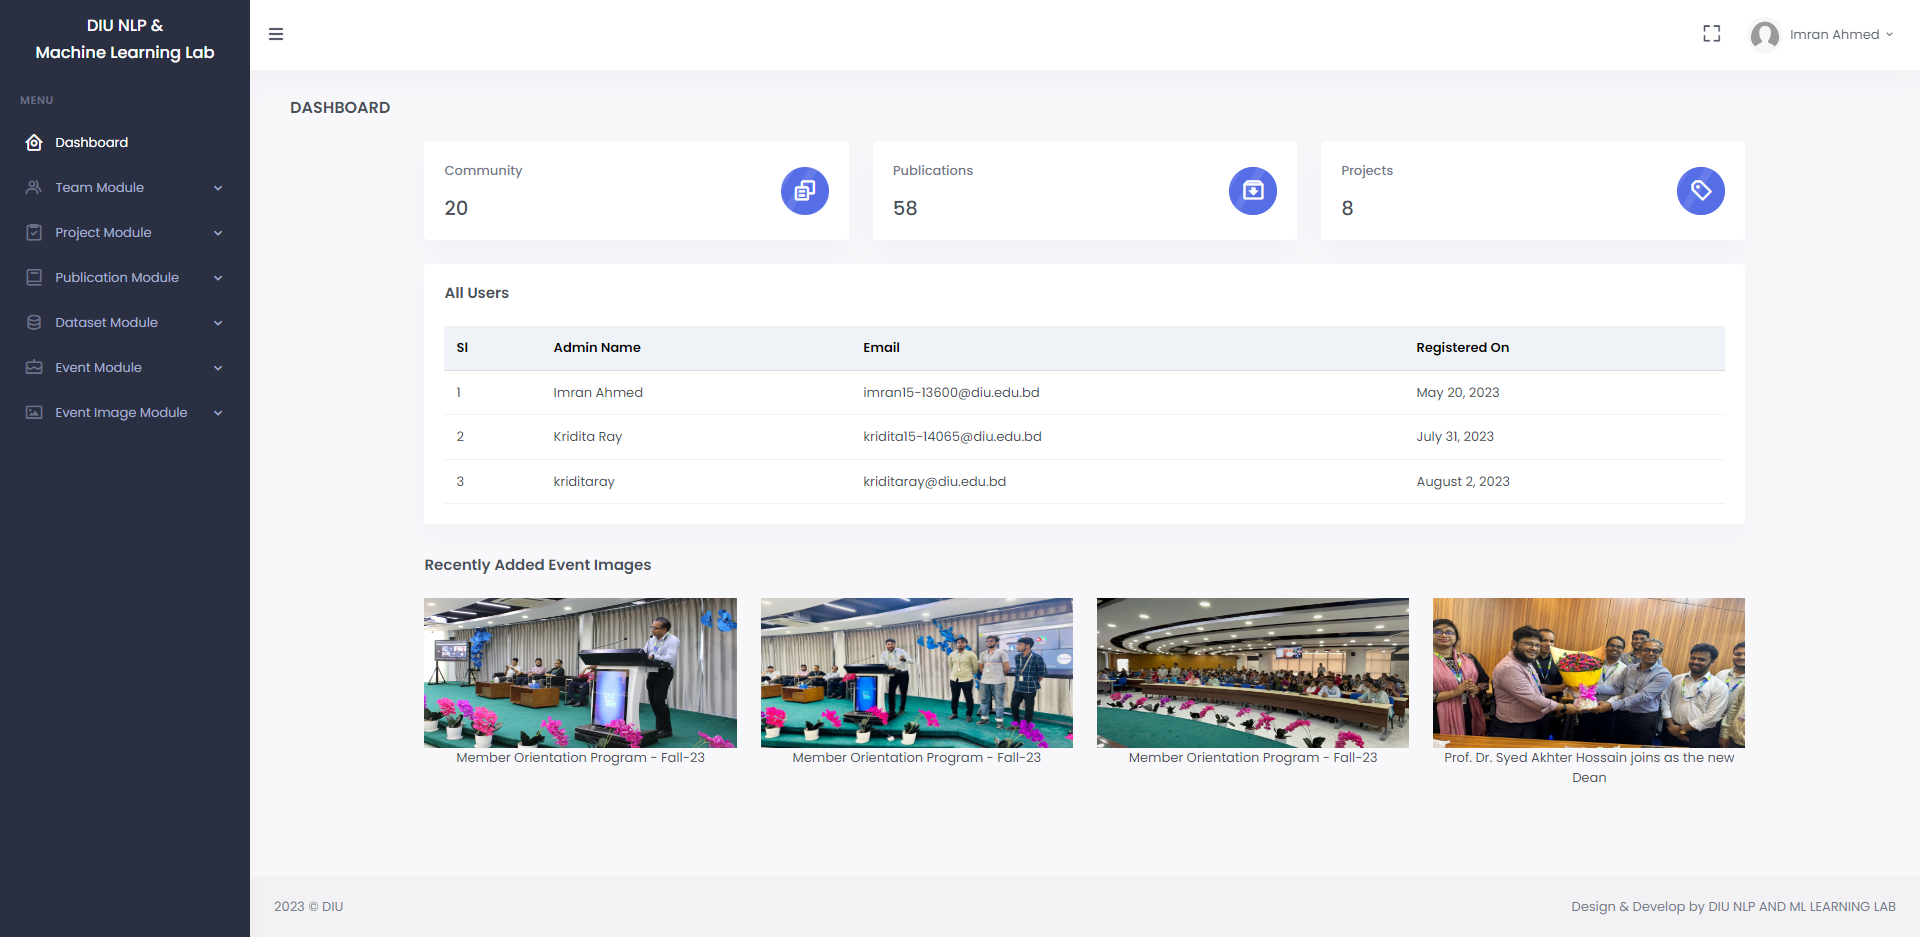 DIU NLP &
Machine Learning Lab
Imran Ahmed
MENU
Dashboard
Team Module
Project Module
Publication Module
Dataset Module
Event Module
Event Image Module
DASHBOARD
Community
20
Publications
58
Projects
8
All Users
Sl Admin Name Email Registered On
1 Imran Ahmed imran15-13600@diu.edu.bd May 20, 2023
2 Kridita Ray kridita15-14065@diu.edu.bd July 31, 2023
3 kriditaray kriditaray@diu.edu.bd August 2, 2023
Recently Added Event Images
Member Orientation Program - Fall-23
Member Orientation Program - Fall-23
Member Orientation Program - Fall-23
Prof. Dr. Syed Akhter Hossain joins as the new
Dean
2023 © DIU
Design & Develop by DIU NLP AND ML LEARNING LAB